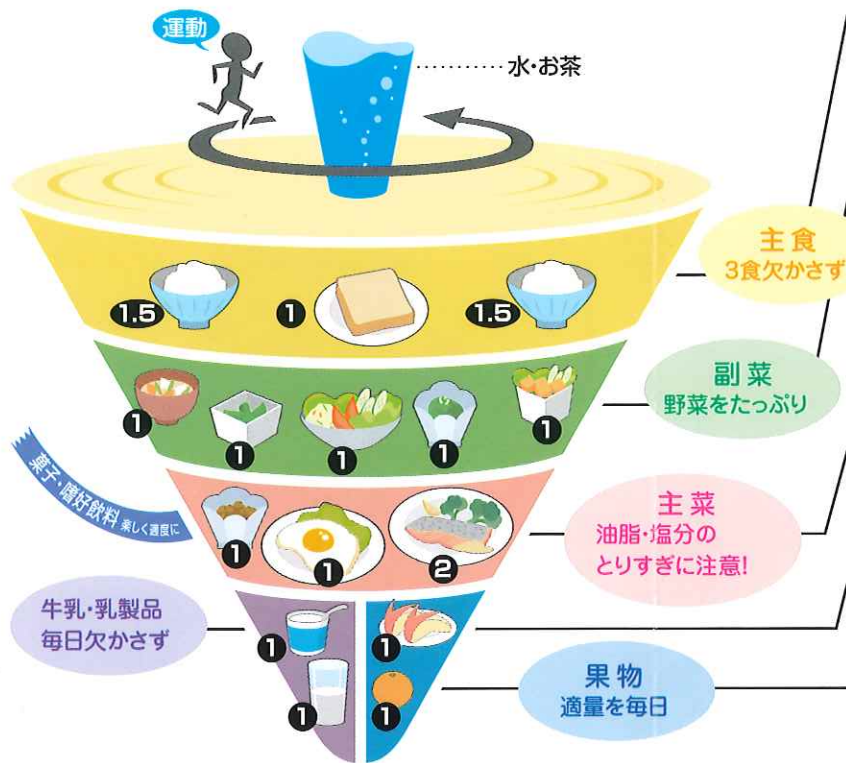 運動
水・お茶
主食
3食欠かさず
1.5
1
1.5
副菜
野菜をたっぷり
1
1
1
1
1
菓子・嗜好飲料 楽しく適度に
主菜
油脂・塩分の
とりすぎに注意!
1
1
2
牛乳・乳製品
毎日欠かさず
1
1
1
1
果物
適量を毎日